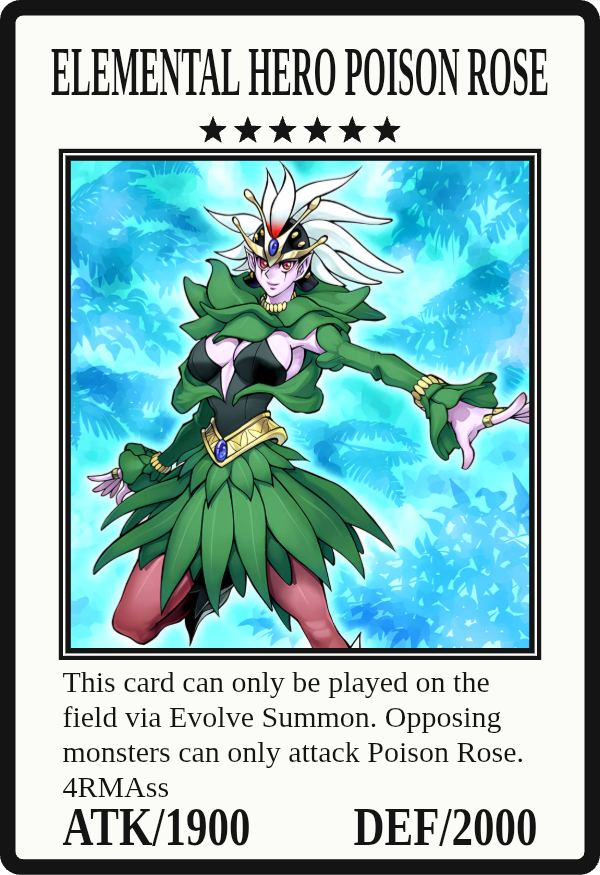 ELEMENTAL HERO POISON ROSE
This card can only be played on the
field via Evolve Summon. Opposing
monsters can only attack Poison Rose.
4RMAss
ATK/1900 DEF/2000